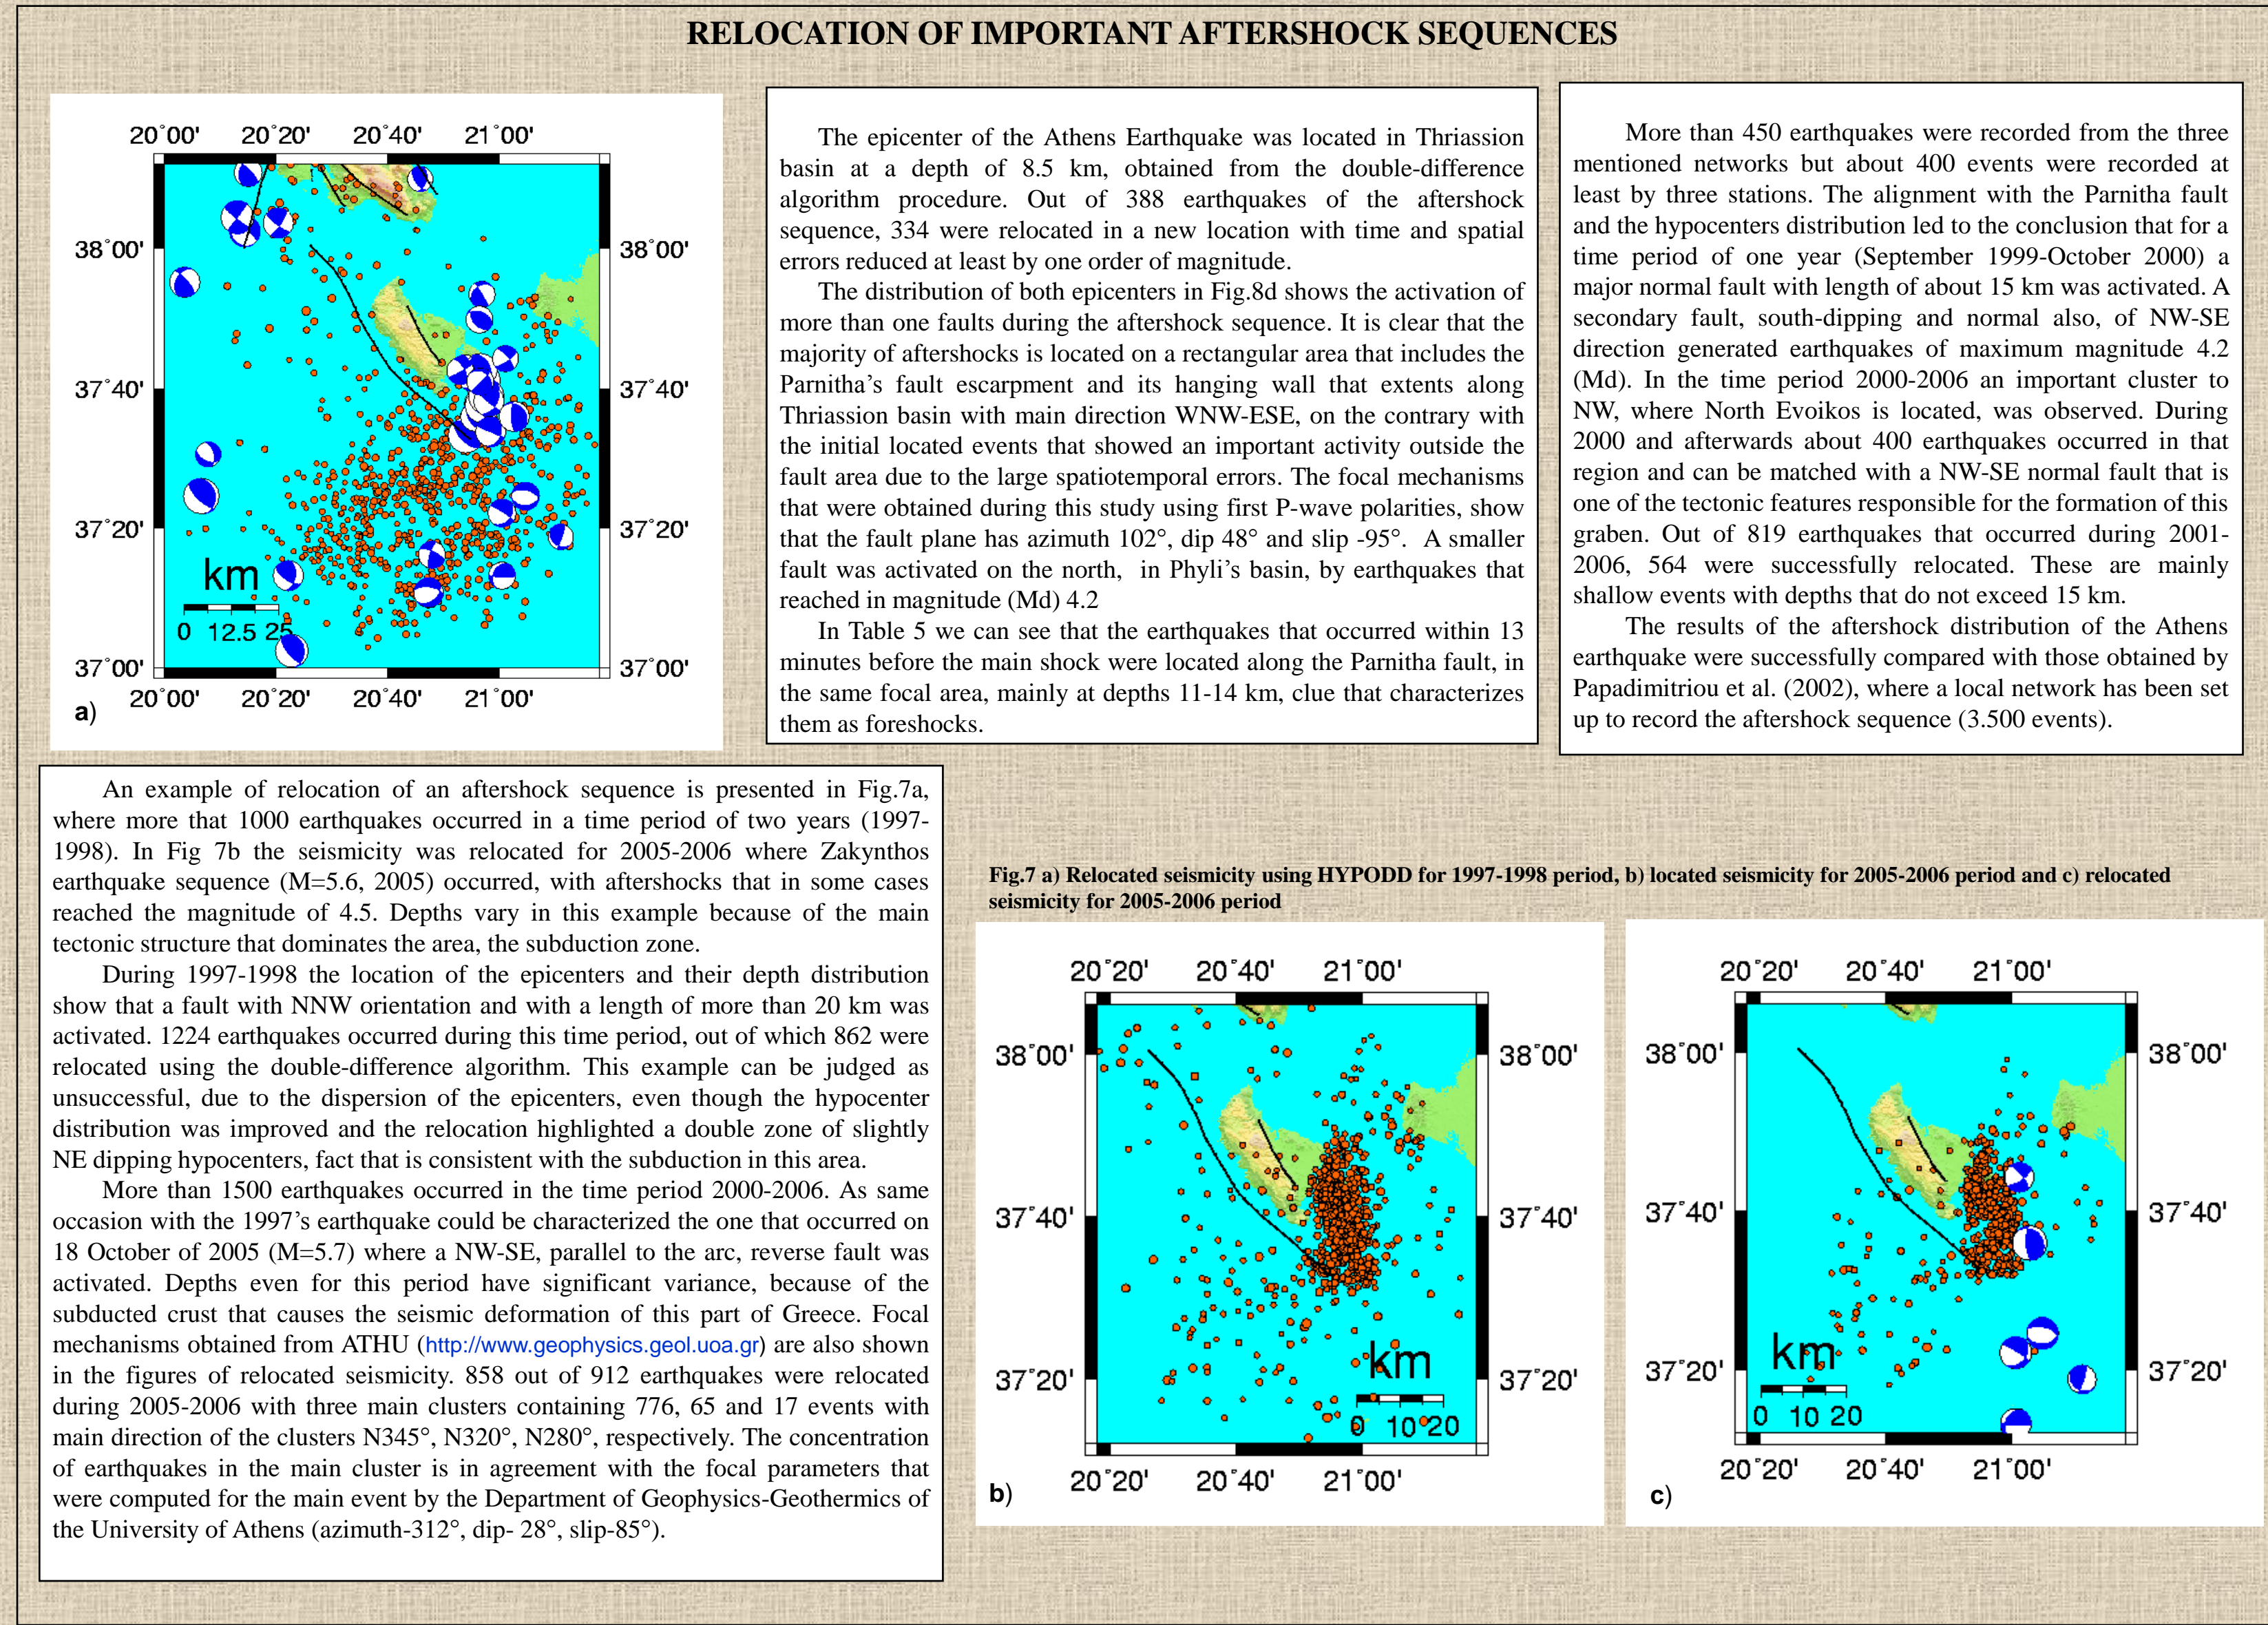 RELOCATION OF IMPORTANT AFTERSHOCK SEQUENCES
20°00' 20°20' 20°40' 21°00'
38°00' 38°00'
37°40' 37°40'
37°20' 37°20'
km
0 12.5 25
37°00' 37°00'
20°00' 20°20' 20°40' 21°00'
a)
The epicenter of the Athens Earthquake was located in Thriassion
basin at a depth of 8.5 km, obtained from the double-difference
algorithm procedure. Out of 388 earthquakes of the aftershock
sequence, 334 were relocated in a new location with time and spatial
errors reduced at least by one order of magnitude.
The distribution of both epicenters in Fig.8d shows the activation of
more than one faults during the aftershock sequence. It is clear that the
majority of aftershocks is located on a rectangular area that includes the
Parnitha's fault escarpment and its hanging wall that extents along
Thriassion basin with main direction WNW-ESE, on the contrary with
the initial located events that showed an important activity outside the
fault area due to the large spatiotemporal errors. The focal mechanisms
that were obtained during this study using first P-wave polarities, show
that the fault plane has azimuth 102°, dip 48° and slip -95°. A smaller
fault was activated on the north, in Phyli's basin, by earthquakes that
reached in magnitude (Md) 4.2
In Table 5 we can see that the earthquakes that occurred within 13
minutes before the main shock were located along the Parnitha fault, in
the same focal area, mainly at depths 11-14 km, clue that characterizes
them as foreshocks.
More than 450 earthquakes were recorded from the three
mentioned networks but about 400 events were recorded at
least by three stations. The alignment with the Parnitha fault
and the hypocenters distribution led to the conclusion that for a
time period of one year (September 1999-October 2000) a
major normal fault with length of about 15 km was activated. A
secondary fault, south-dipping and normal also, of NW-SE
direction generated earthquakes of maximum magnitude 4.2
(Md). In the time period 2000-2006 an important cluster to
NW, where North Evoikos is located, was observed. During
2000 and afterwards about 400 earthquakes occurred in that
region and can be matched with a NW-SE normal fault that is
one of the tectonic features responsible for the formation of this
graben. Out of 819 earthquakes that occurred during 2001-
2006, 564 were successfully relocated. These are mainly
shallow events with depths that do not exceed 15 km.
The results of the aftershock distribution of the Athens
earthquake were successfully compared with those obtained by
Papadimitriou et al. (2002), where a local network has been set
up to record the aftershock sequence (3.500 events).
An example of relocation of an aftershock sequence is presented in Fig.7a,
where more that 1000 earthquakes occurred in a time period of two years (1997-
1998). In Fig 7b the seismicity was relocated for 2005-2006 where Zakynthos
earthquake sequence (M=5.6, 2005) occurred, with aftershocks that in some cases
reached the magnitude of 4.5. Depths vary in this example because of the main
tectonic structure that dominates the area, the subduction zone.
During 1997-1998 the location of the epicenters and their depth distribution
show that a fault with NNW orientation and with a length of more than 20 km was
activated. 1224 earthquakes occurred during this time period, out of which 862 were
relocated using the double-difference algorithm. This example can be judged as
unsuccessful, due to the dispersion of the epicenters, even though the hypocenter
distribution was improved and the relocation highlighted a double zone of slightly
NE dipping hypocenters, fact that is consistent with the subduction in this area.
More than 1500 earthquakes occurred in the time period 2000-2006. As same
occasion with the 1997's earthquake could be characterized the one that occurred on
18 October of 2005 (M=5.7) where a NW-SE, parallel to the arc, reverse fault was
activated. Depths even for this period have significant variance, because of the
subducted crust that causes the seismic deformation of this part of Greece. Focal
mechanisms obtained from ATHU (http://www.geophysics.geol.uoa.gr) are also shown
in the figures of relocated seismicity. 858 out of 912 earthquakes were relocated
during 2005-2006 with three main clusters containing 776, 65 and 17 events with
main direction of the clusters N345°, N320°, N280°, respectively. The concentration
of earthquakes in the main cluster is in agreement with the focal parameters that
were computed for the main event by the Department of Geophysics-Geothermics of
the University of Athens (azimuth-312°, dip- 28°, slip-85°).
Fig.7 a) Relocated seismicity using HYPODD for 1997-1998 period, b) located seismicity for 2005-2006 period and c) relocated
seismicity for 2005-2006 period
20°20' 20°40' 21°00'
38°00' 38°00'
37°40' 37°40'
km
37°20' 37°20'
0 10 20
20°20' 20°40' 21°00'
b)
20°20' 20°40' 21°00'
38°00' 38°00'
37°40' 37°40'
km
37°20' 37°20'
0 10 20
20°20' 20°40' 21°00'
c)